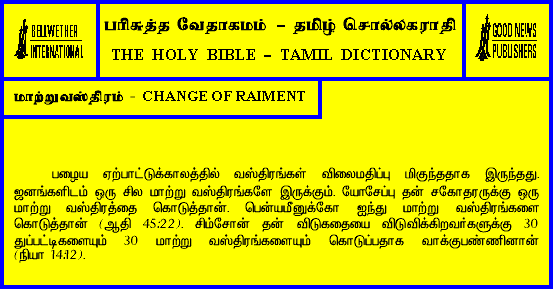 BELLWETHER
INTERNATIONAL
பரிசுத்த வேதாகமம் – தமிழ் சொல்லகராதி
THE HOLY BIBLE – TAMIL DICTIONARY
GOOD NEWS
PUBLISHERS
மாற்றுவஸ்திரம் - CHANGE OF RAIMENT
பழைய ஏற்பாட்டுக்காலத்தில் வஸ்திரங்கள் விலைமதிப்பு மிகுந்ததாக இருந்தது.
ஜனங்களிடம் ஒரு சில மாற்று வஸ்திரங்களே இருக்கும். யோசேப்பு தன் சகோதரருக்கு ஒரு
மாற்று வஸ்திரத்தை கொடுத்தான். பென்யமீனுக்கோ ஐந்து மாற்று வஸ்திரங்களை
கொடுத்தான் (ஆதி 45:22). சிம்சோன் தன் விடுகதையை விடுவிக்கிறவர்களுக்கு 30
துப்பட்டிகளையும் 30 மாற்று வஸ்திரங்களையும் கொடுப்பதாக வாக்குபண்ணினான்
(நியா 14:12).